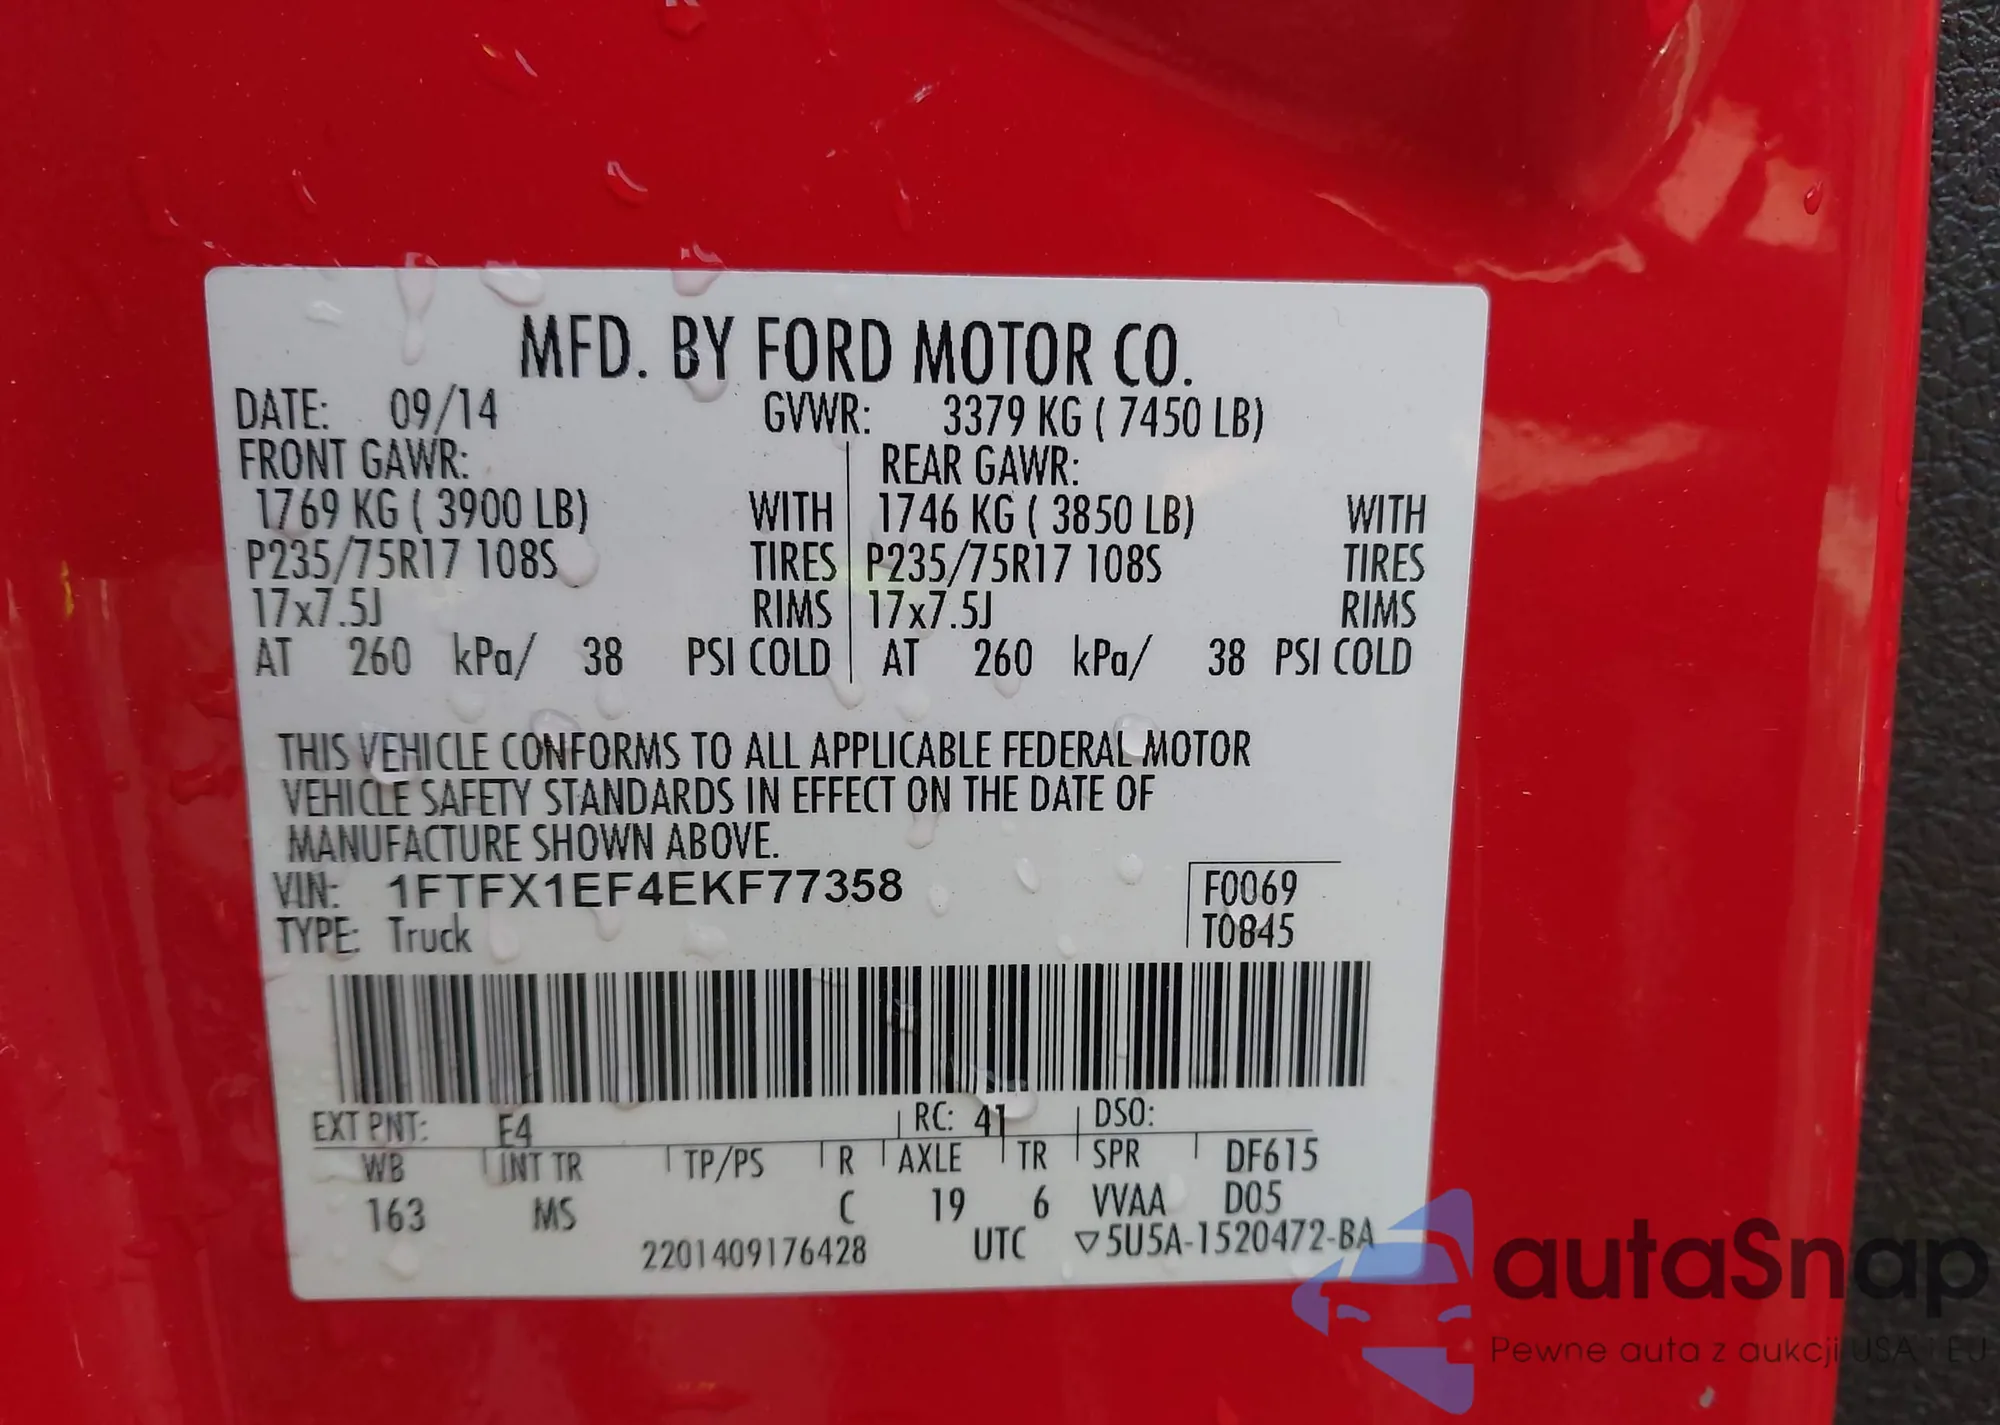 MFD. BY FORD MOTOR CO.
DATE: 09/14 GVWR: 3379 KG ( 7450 LB)
FRONT GAWR: REAR GAWR:
1769 KG ( 3900 LB) WITH 1746 KG ( 3850 LB) WITH
P235/75R17 108S TIRES P235/75R17 108S TIRES
17x7.5J RIMS 17x7.5J RIMS
AT 260 kPa/ 38 PSI COLD AT 260 kPa/ 38 PSI COLD
THIS VEHICLE CONFORMS TO ALL APPLICABLE FEDERAL MOTOR
VEHICLE SAFETY STANDARDS IN EFFECT ON THE DATE OF
MANUFACTURE SHOWN ABOVE.
VIN: 1FTFX1EF4EKF77358 F0069
TYPE: Truck T0845
EXT PNT: E4 RC: 41 DSO:
WB INT TR TP/PS R AXLE TR SPR DF615
163 MS C 19 6 VVAA D05
2201409176428 UTC ▽5U5A-1520472-BA
autaSnap
Pewne auta z aukcji USA i EU